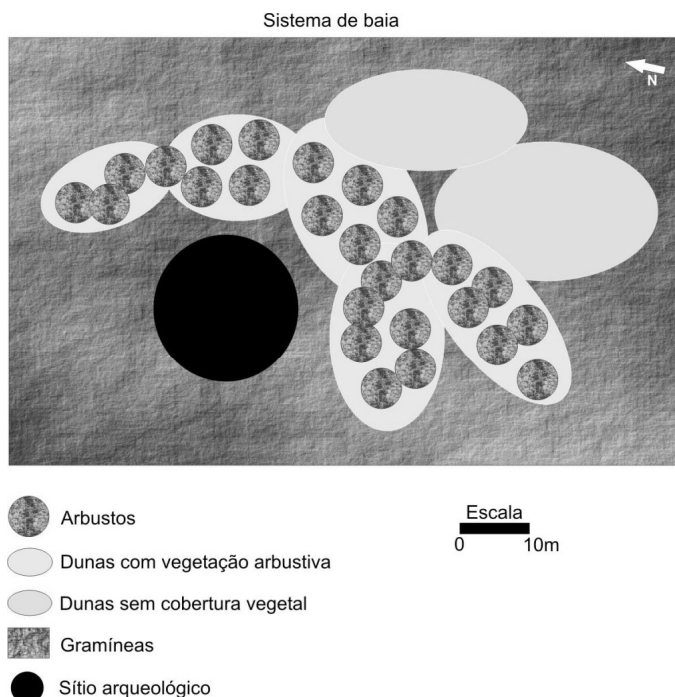 Sistema de baia
N
Arbustos
Dunas com vegetação arbustiva
Dunas sem cobertura vegetal
Gramíneas
Sítio arqueológico
Escala
0 10m